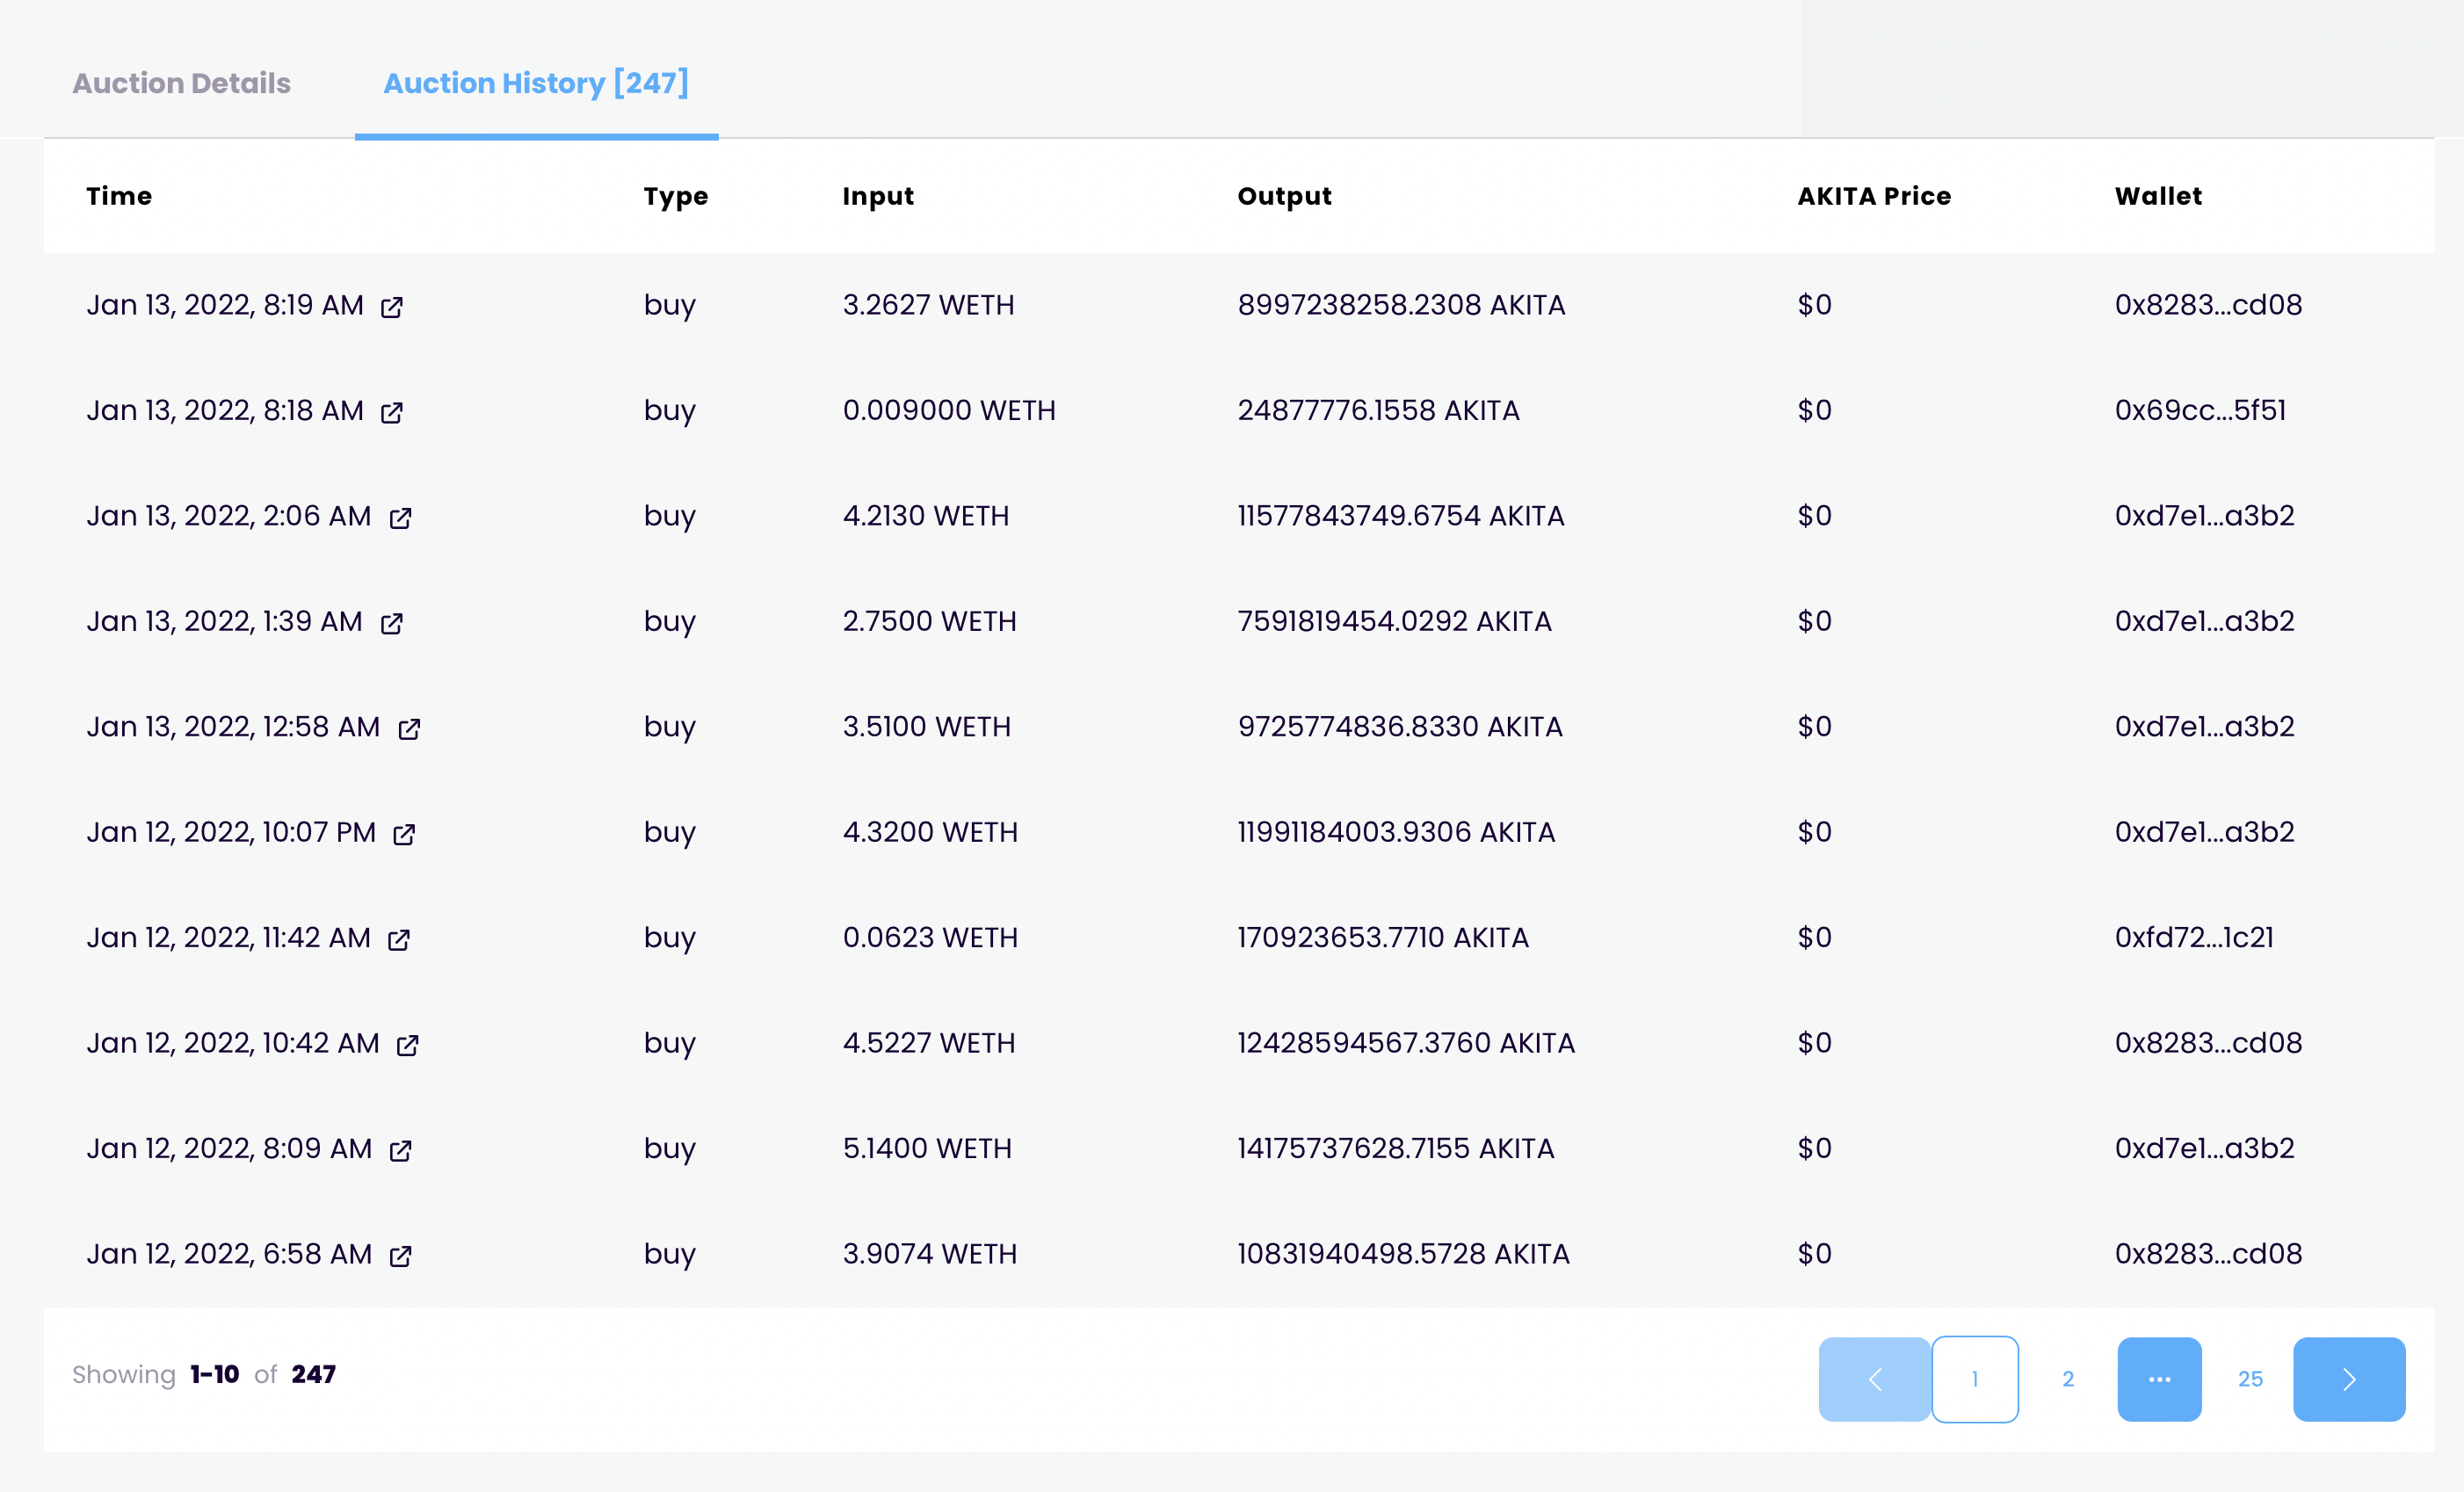 Auction Details Auction History [247]
Time Type Input Output AKITA Price Wallet
Jan 13, 2022, 8:19 AM buy 3.2627 WETH 8997238258.2308 AKITA $0 0x8283...cd08
Jan 13, 2022, 8:18 AM buy 0.009000 WETH 24877776.1558 AKITA $0 0x69cc...5f51
Jan 13, 2022, 2:06 AM buy 4.2130 WETH 11577843749.6754 AKITA $0 0xd7e1...a3b2
Jan 13, 2022, 1:39 AM buy 2.7500 WETH 7591819454.0292 AKITA $0 0xd7e1...a3b2
Jan 13, 2022, 12:58 AM buy 3.5100 WETH 9725774836.8330 AKITA $0 0xd7e1...a3b2
Jan 12, 2022, 10:07 PM buy 4.3200 WETH 11991184003.9306 AKITA $0 0xd7e1...a3b2
Jan 12, 2022, 11:42 AM buy 0.0623 WETH 170923653.7710 AKITA $0 0xfd72...1c21
Jan 12, 2022, 10:42 AM buy 4.5227 WETH 12428594567.3760 AKITA $0 0x8283...cd08
Jan 12, 2022, 8:09 AM buy 5.1400 WETH 14175737628.7155 AKITA $0 0xd7e1...a3b2
Jan 12, 2022, 6:58 AM buy 3.9074 WETH 10831940498.5728 AKITA $0 0x8283...cd08
Showing 1-10 of 247 1 2 ... 25